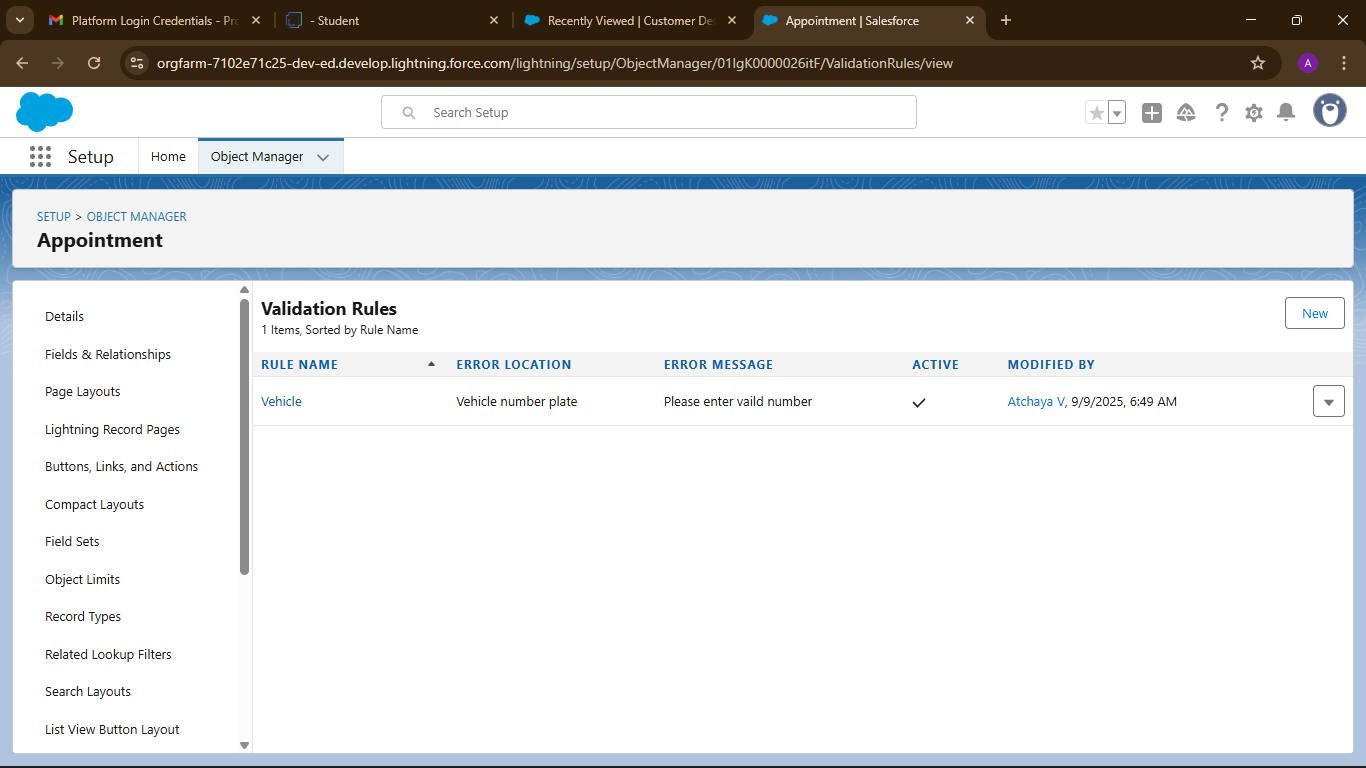 Platform Login Credentials - Pro
- Student
Recently Viewed | Customer Det
Appointment | Salesforce
orgfarm-7102e71c25-dev-ed.develop.lightning.force.com/lightning/setup/ObjectManager/01IgK0000026itF/ValidationRules/view
A
Search Setup
Setup
Home
Object Manager
SETUP > OBJECT MANAGER
Appointment
Details
Fields & Relationships
Page Layouts
Lightning Record Pages
Buttons, Links, and Actions
Compact Layouts
Field Sets
Object Limits
Record Types
Related Lookup Filters
Search Layouts
List View Button Layout
Validation Rules
1 Items, Sorted by Rule Name
New
RULE NAME ERROR LOCATION ERROR MESSAGE ACTIVE MODIFIED BY
Vehicle Vehicle number plate Please enter vaild number Atchaya V, 9/9/2025, 6:49 AM